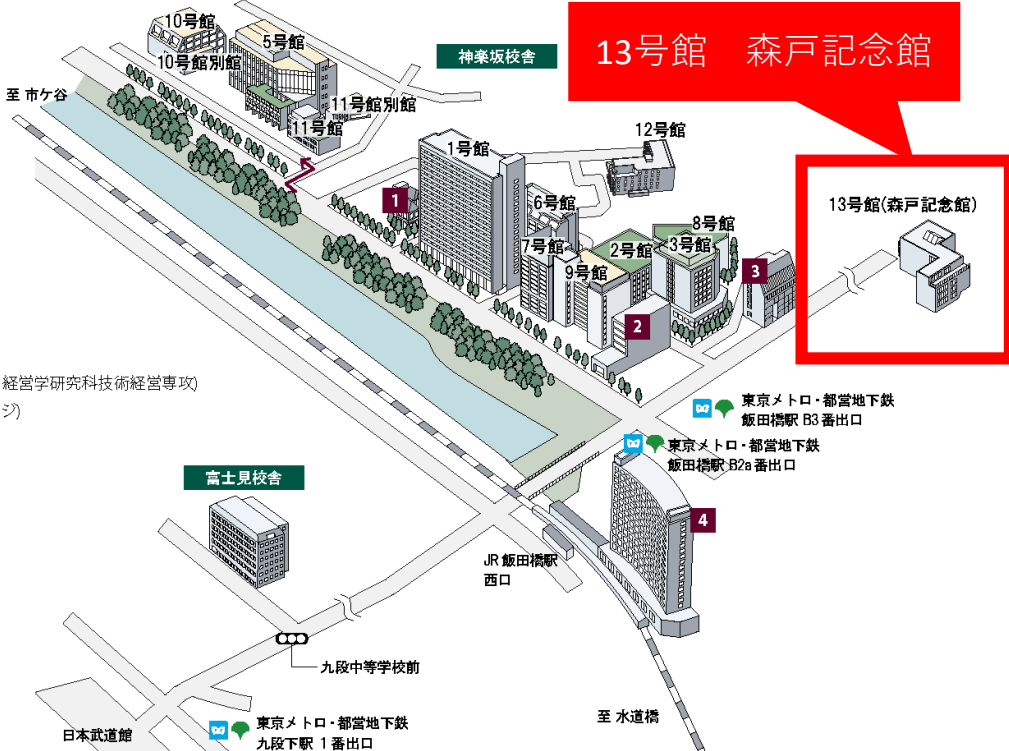 10号館
5号館
10号館別館
神楽坂校舎
13号館　森戸記念館
至 市ケ谷
11号館別館
11号館
12号館
1号館
1
6号館
13号館(森戸記念館)
8号館
7号館
2号館
3号館
9号館
3
2
経営学研究科技術経営専攻)
ジ)
東京メトロ・都営地下鉄
飯田橋駅 B3番出口
東京メトロ・都営地下鉄
飯田橋駅 B2a番出口
富士見校舎
4
JR 飯田橋駅
西口
九段中等学校前
至 水道橋
日本武道館
東京メトロ・都営地下鉄
九段下駅 1番出口